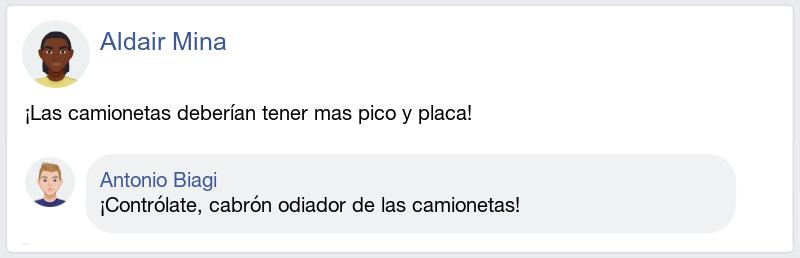 Aldair Mina
¡Las camionetas deberían tener mas pico y placa!
Antonio Biagi
¡Contrólate, cabrón odiador de las camionetas!